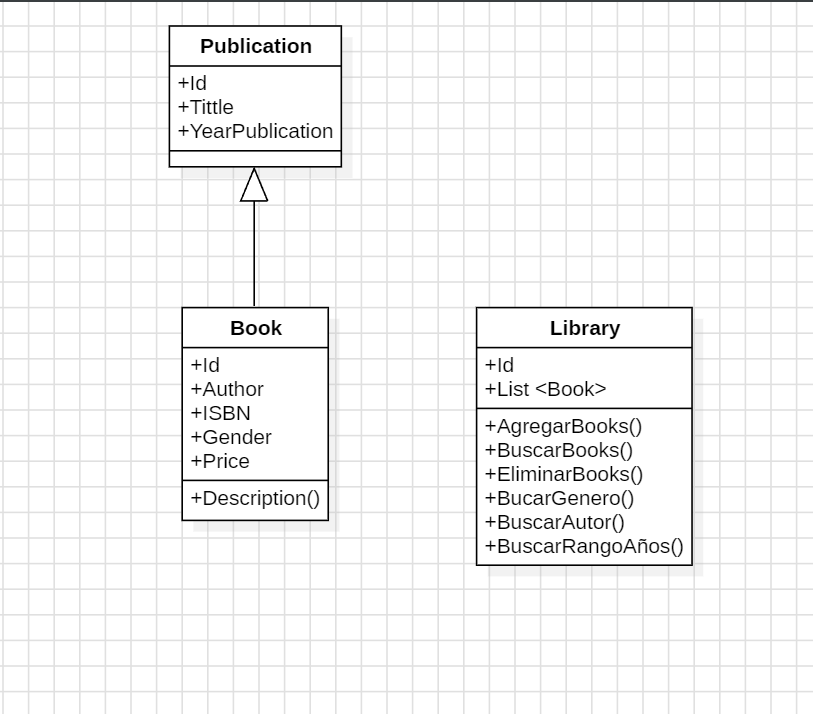 Publication
+Id
+Tittle
+YearPublication
Book
+Id
+Author
+ISBN
+Gender
+Price
+Description()
Library
+Id
+List <Book>
+AgregarBooks()
+BuscarBooks()
+EliminarBooks()
+BucarGenero()
+BuscarAutor()
+BuscarRangoAños()